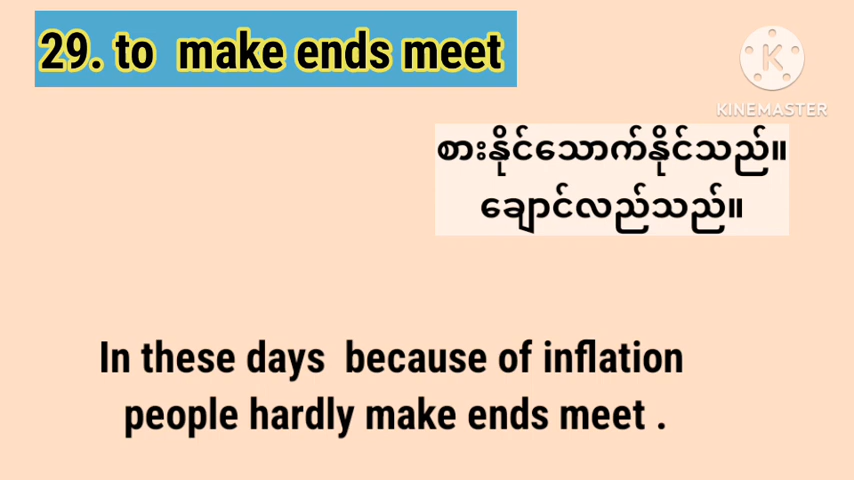 29. to make ends meet
KINEMASTER
စားနိုင်သောက်နိုင်သည်။
ချောင်လည်သည်။
In these days because of inflation
people hardly make ends meet .